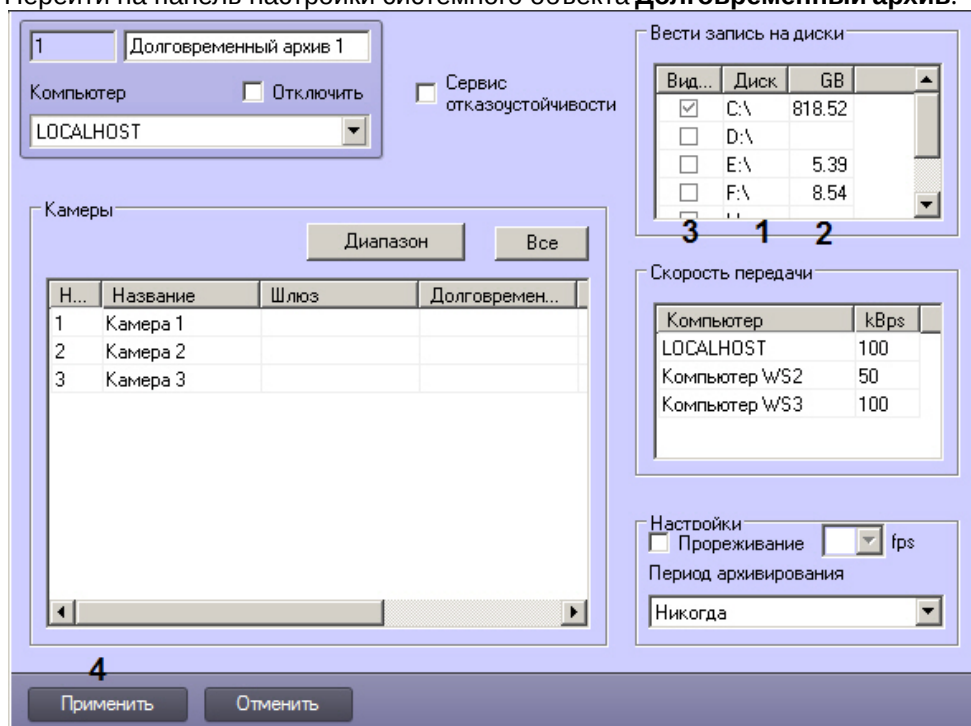 Перейти на панель настройки системного объекта Долговременный архив.
1 Долговременный архив 1
Компьютер Отключить
LOCALHOST
Сервис
отказоустойчивости
Вести запись на диски
Вид... Диск GB
C:\ 818.52
D:\
E:\ 5.39
F:\ 8.54
3 1 2
Камеры
Диапазон Все
Н... Название Шлюз Долговремен...
1 Камера 1
2 Камера 2
3 Камера 3
Скорость передачи
Компьютер kBps
LOCALHOST 100
Компьютер WS2 50
Компьютер WS3 100
Настройки
Прореживание fps
Период архивирования
Никогда
4
Применить Отменить